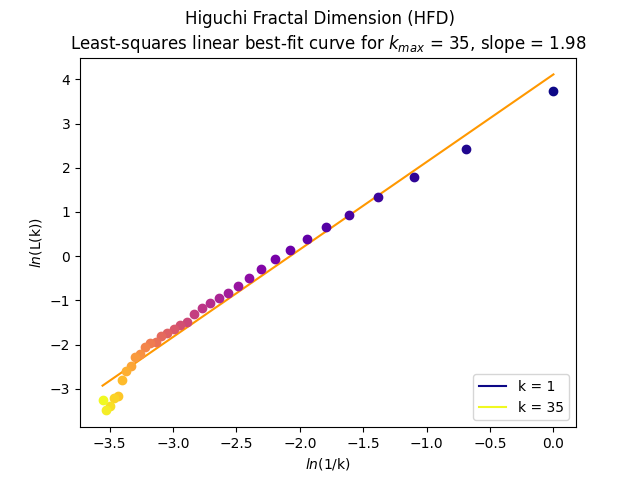 Higuchi Fractal Dimension (HFD)
Least-squares linear best-fit curve for kmax = 35, slope = 1.98
4
3
2
1
0
−1
−2
−3
ln(L(k))
−3.5 −3.0 −2.5 −2.0 −1.5 −1.0 −0.5 0.0
ln(1/k)
k = 1
k = 35